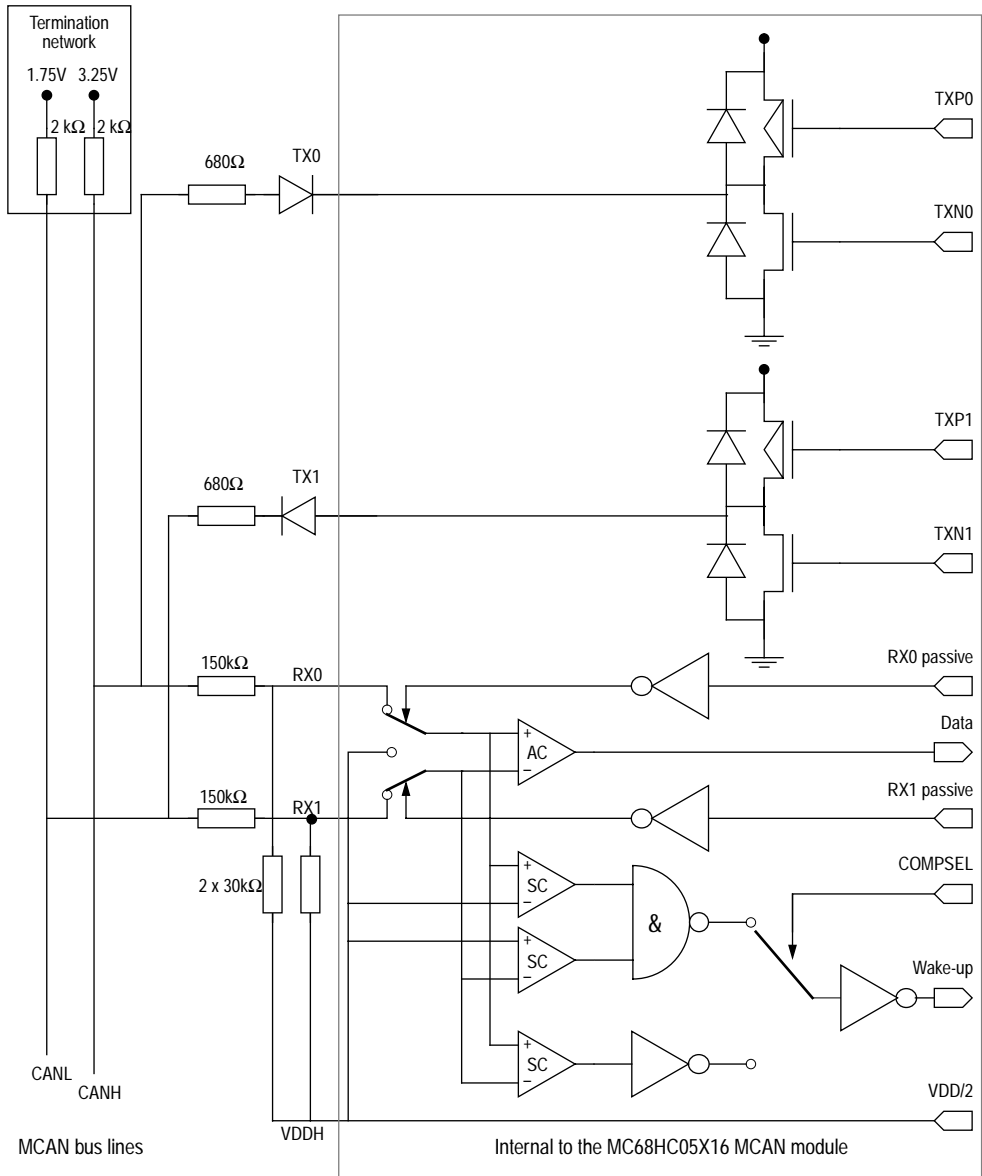 Termination
network
1.75V 3.25V
2 kΩ 2 kΩ
680Ω
TX0
TXP0
TXN0
680Ω
TX1
TXP1
TXN1
150kΩ
RX0
RX0 passive
+
AC
−
Data
150kΩ
RX1
RX1 passive
2 x 30kΩ
+
SC
−
&
COMPSEL
+
SC
−
Wake-up
+
SC
−
CANL
CANH
VDD/2
VDDH
MCAN bus lines
Internal to the MC68HC05X16 MCAN module